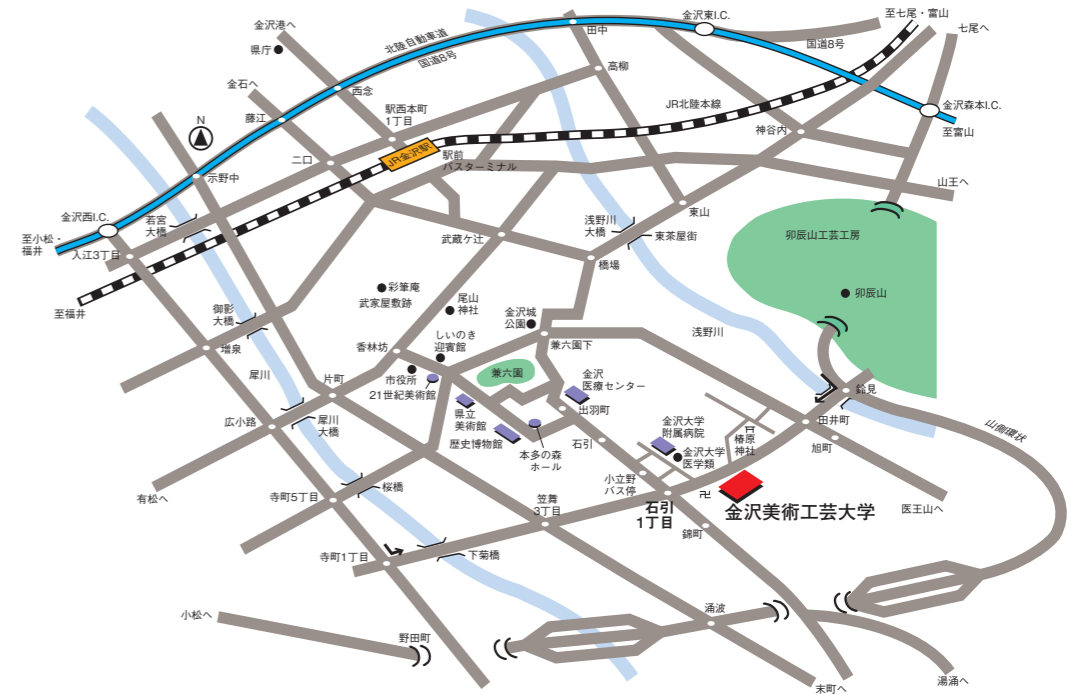 金沢港へ
県庁
北陸自動車道
国道8号
田中
金沢東I.C.
国道8号
至七尾・富山
七尾へ
金石へ
西念
高柳
藤江
駅西本町
1丁目
JR北陸本線
金沢森本I.C.
至富山
神谷内
N
二口
JR金沢駅
駅前
バスターミナル
示野中
山王へ
金沢西I.C.
若宮
大橋
東山
浅野川
大橋
東茶屋街
卯辰山工芸工房
至小松・
福井
入江3丁目
武蔵ケ辻
橋場
卯辰山
至福井
彩筆庵
武家屋敷跡
尾山
神社
金沢城
公園
御影
大橋
しいのき
迎賓館
兼六園下
浅野川
増泉
香林坊
犀川
片町
市役所
21世紀美術館
兼六園
金沢
医療センター
鈴見
広小路
犀川
大橋
県立
美術館
出羽町
金沢大学
附属病院
田井町
山側環状
歴史博物館
本多の森
ホール
石引
金沢大学
医学類
椿原
神社
旭町
有松へ
寺町5丁目
桜橋
笠舞
3丁目
小立野
バス停
石引
1丁目
金沢美術工芸大学
医王山へ
錦町
寺町1丁目
下菊橋
小松へ
野田町
涌波
末町へ
湯涌へ